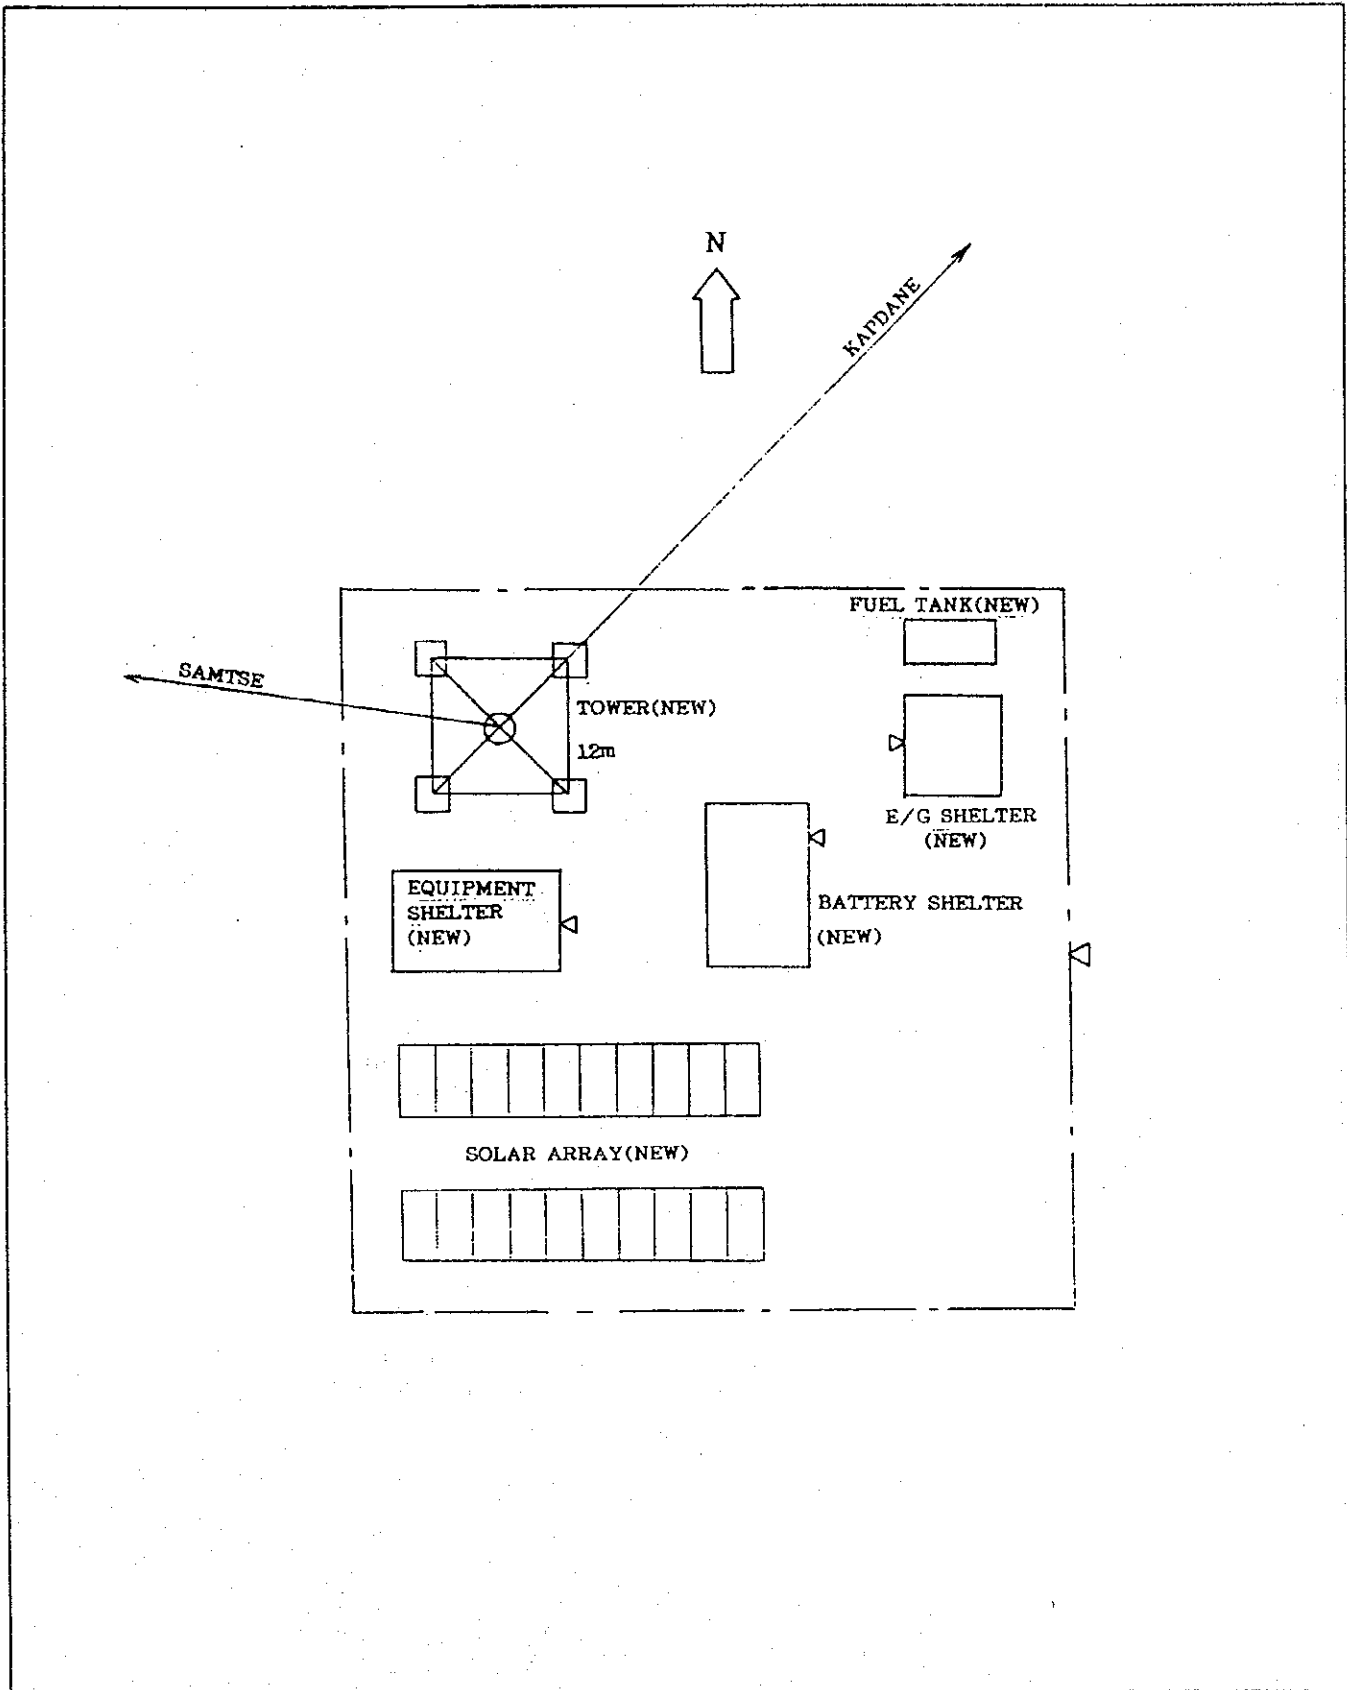 N
KAPDANE
FUEL TANK(NEW)
SAMTSE
TOWER(NEW)
12m
E/G SHELTER
(NEW)
EQUIPMENT
SHELTER
(NEW)
BATTERY SHELTER
(NEW)
SOLAR ARRAY(NEW)